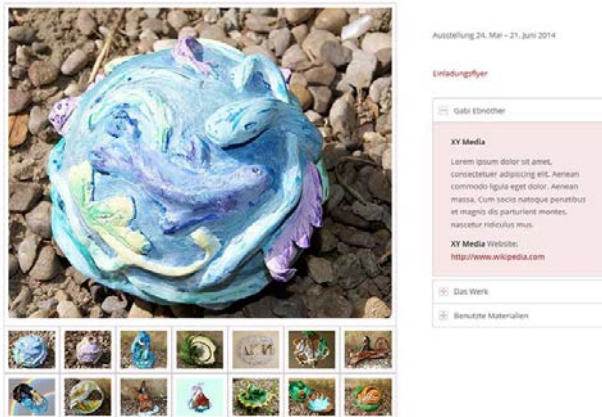 Ausstellung 24. Mai – 21. Juni 2014
Einladungsflyer
Gabi Ebnöther
XY Media
Lorem ipsum dolor sit amet,
consectetuer adipiscing elit. Aenean
commodo ligula eget dolor. Aenean
massa. Cum sociis natoque penatibus
et magnis dis parturient montes,
nascetur ridiculus mus.
XY Media Website:
http://www.wikipedia.com
Das Werk
Benutzte Materialien